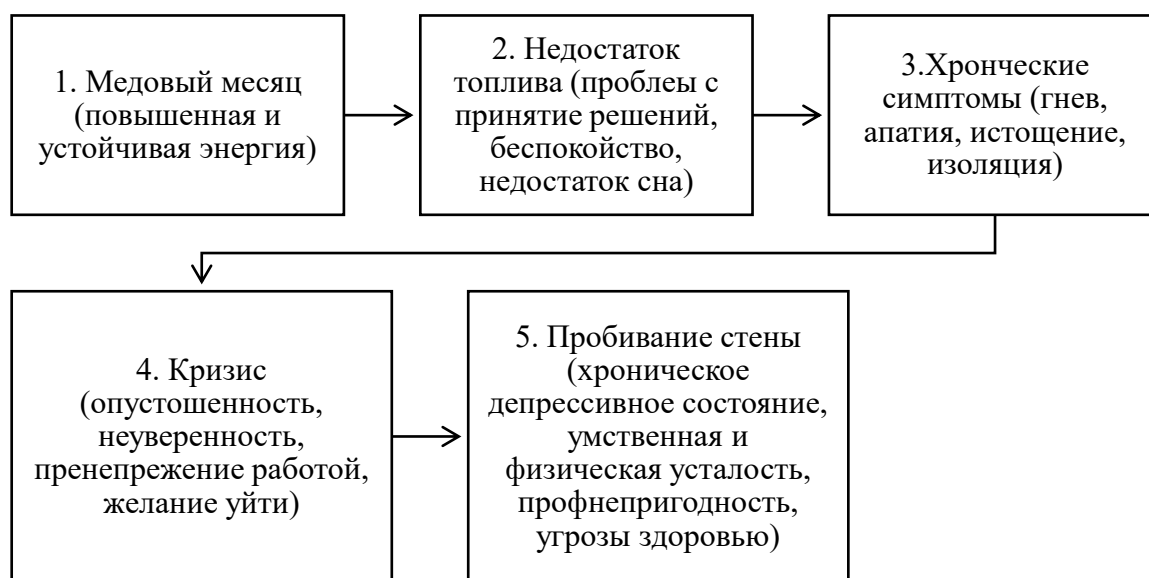 1. Медовый месяц
(повышенная и
устойчивая энергия)
2. Недостаток
топлива (проблеы с
принятие решений,
беспокойство,
недостаток сна)
3.Хрончческие
симптомы (гнев,
апатия, истощение,
изоляция)
4. Кризис
(опустошенность,
неуверенность,
пренепрежение работой,
желание уйти)
5. Пробивание стены
(хроническое
депрессивное состояние,
умственная и
физическая усталость,
профнепригодность,
угрозы здоровью)